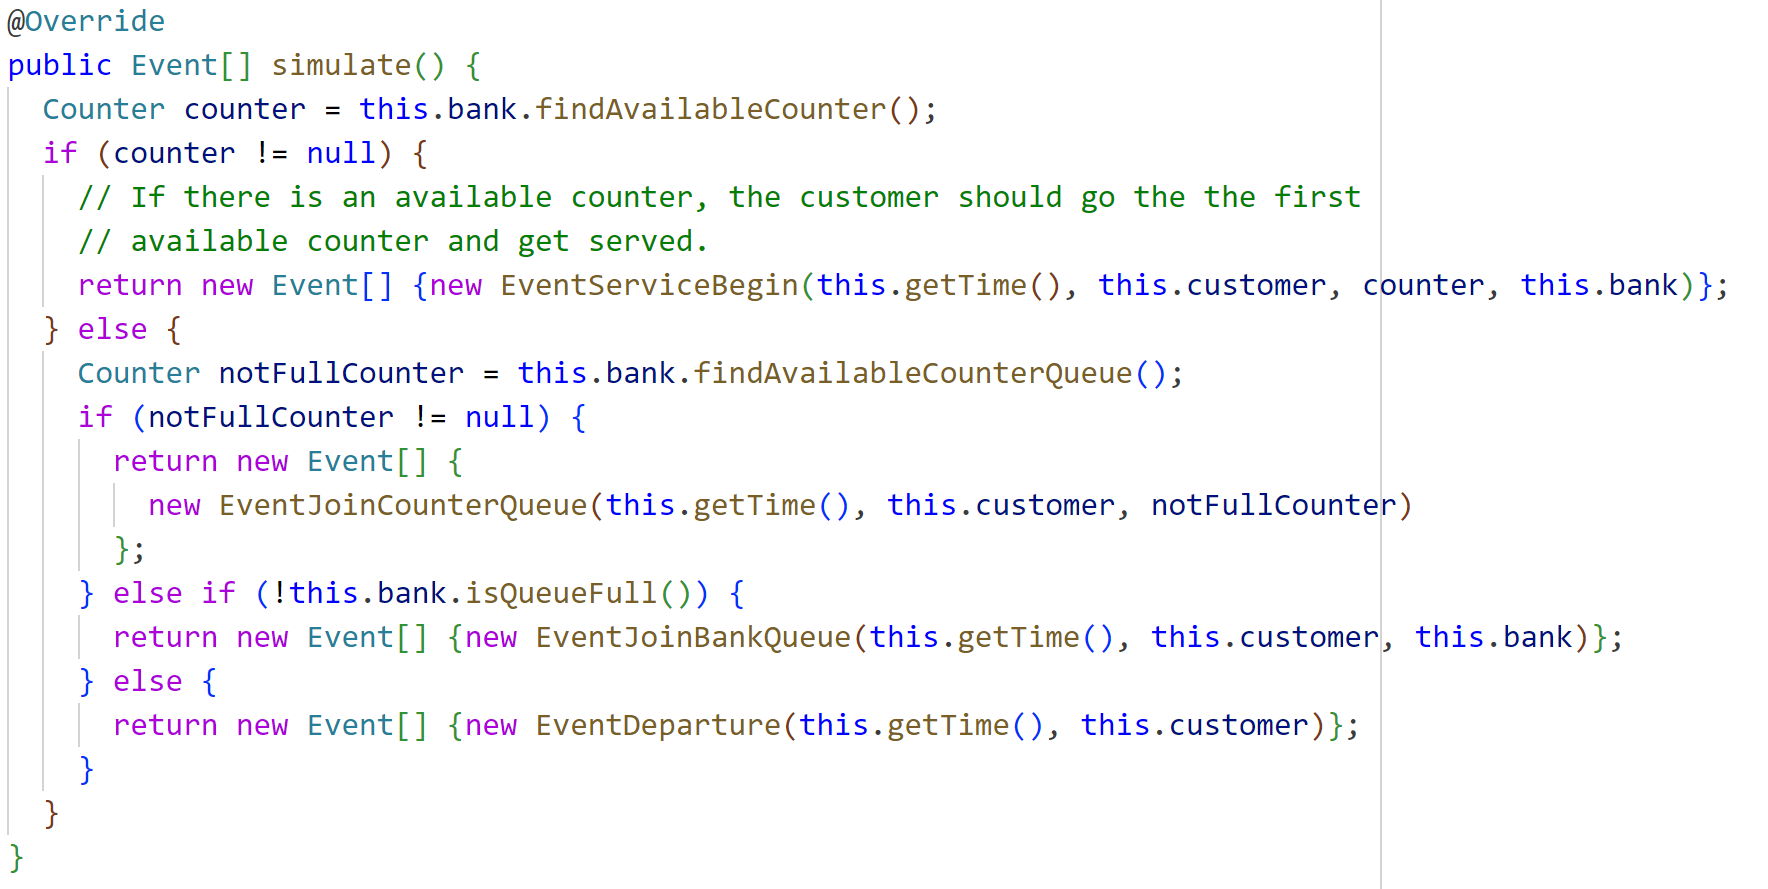 @Override
public Event[] simulate() {
  Counter counter = this.bank.findAvailableCounter();
  if (counter != null) {
    // If there is an available counter, the customer should go the the first
    // available counter and get served.
    return new Event[] {new EventServiceBegin(this.getTime(), this.customer, counter, this.bank)};
  } else {
    Counter notFullCounter = this.bank.findAvailableCounterQueue();
    if (notFullCounter != null) {
      return new Event[] {
        new EventJoinCounterQueue(this.getTime(), this.customer, notFullCounter)
      };
    } else if (!this.bank.isQueueFull()) {
      return new Event[] {new EventJoinBankQueue(this.getTime(), this.customer, this.bank)};
    } else {
      return new Event[] {new EventDeparture(this.getTime(), this.customer)};
    }
  }
}